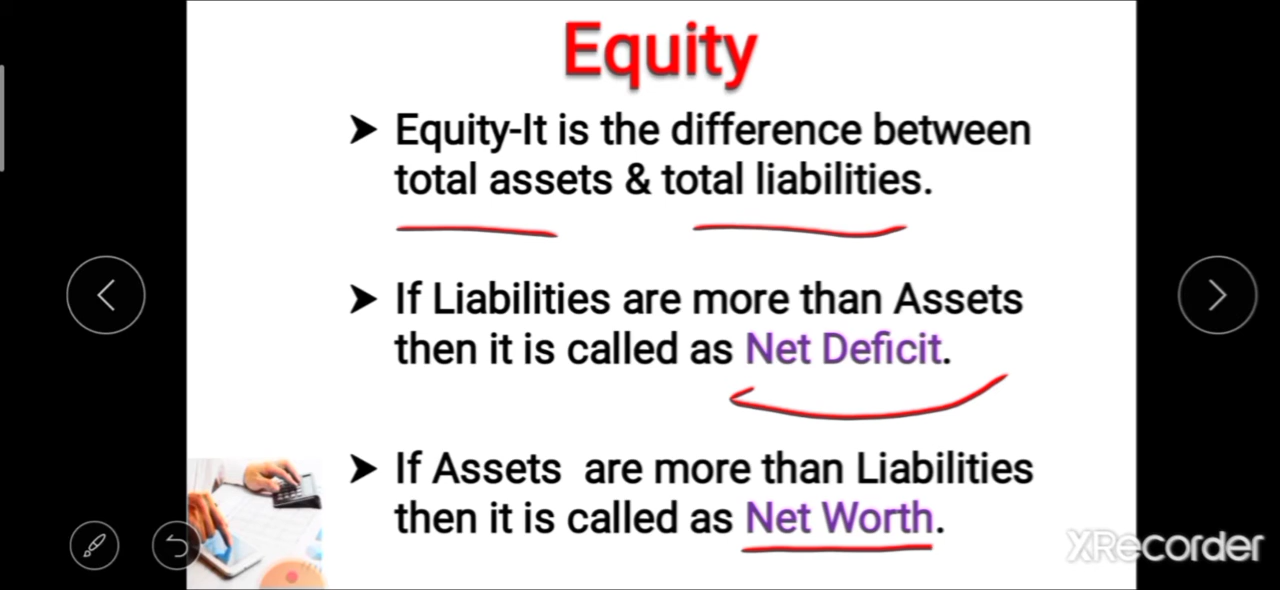 Equity
➤ Equity-It is the difference between
total assets & total liabilities.
➤ If Liabilities are more than Assets
then it is called as Net Deficit.
➤ If Assets are more than Liabilities
then it is called as Net Worth.
XRecorder